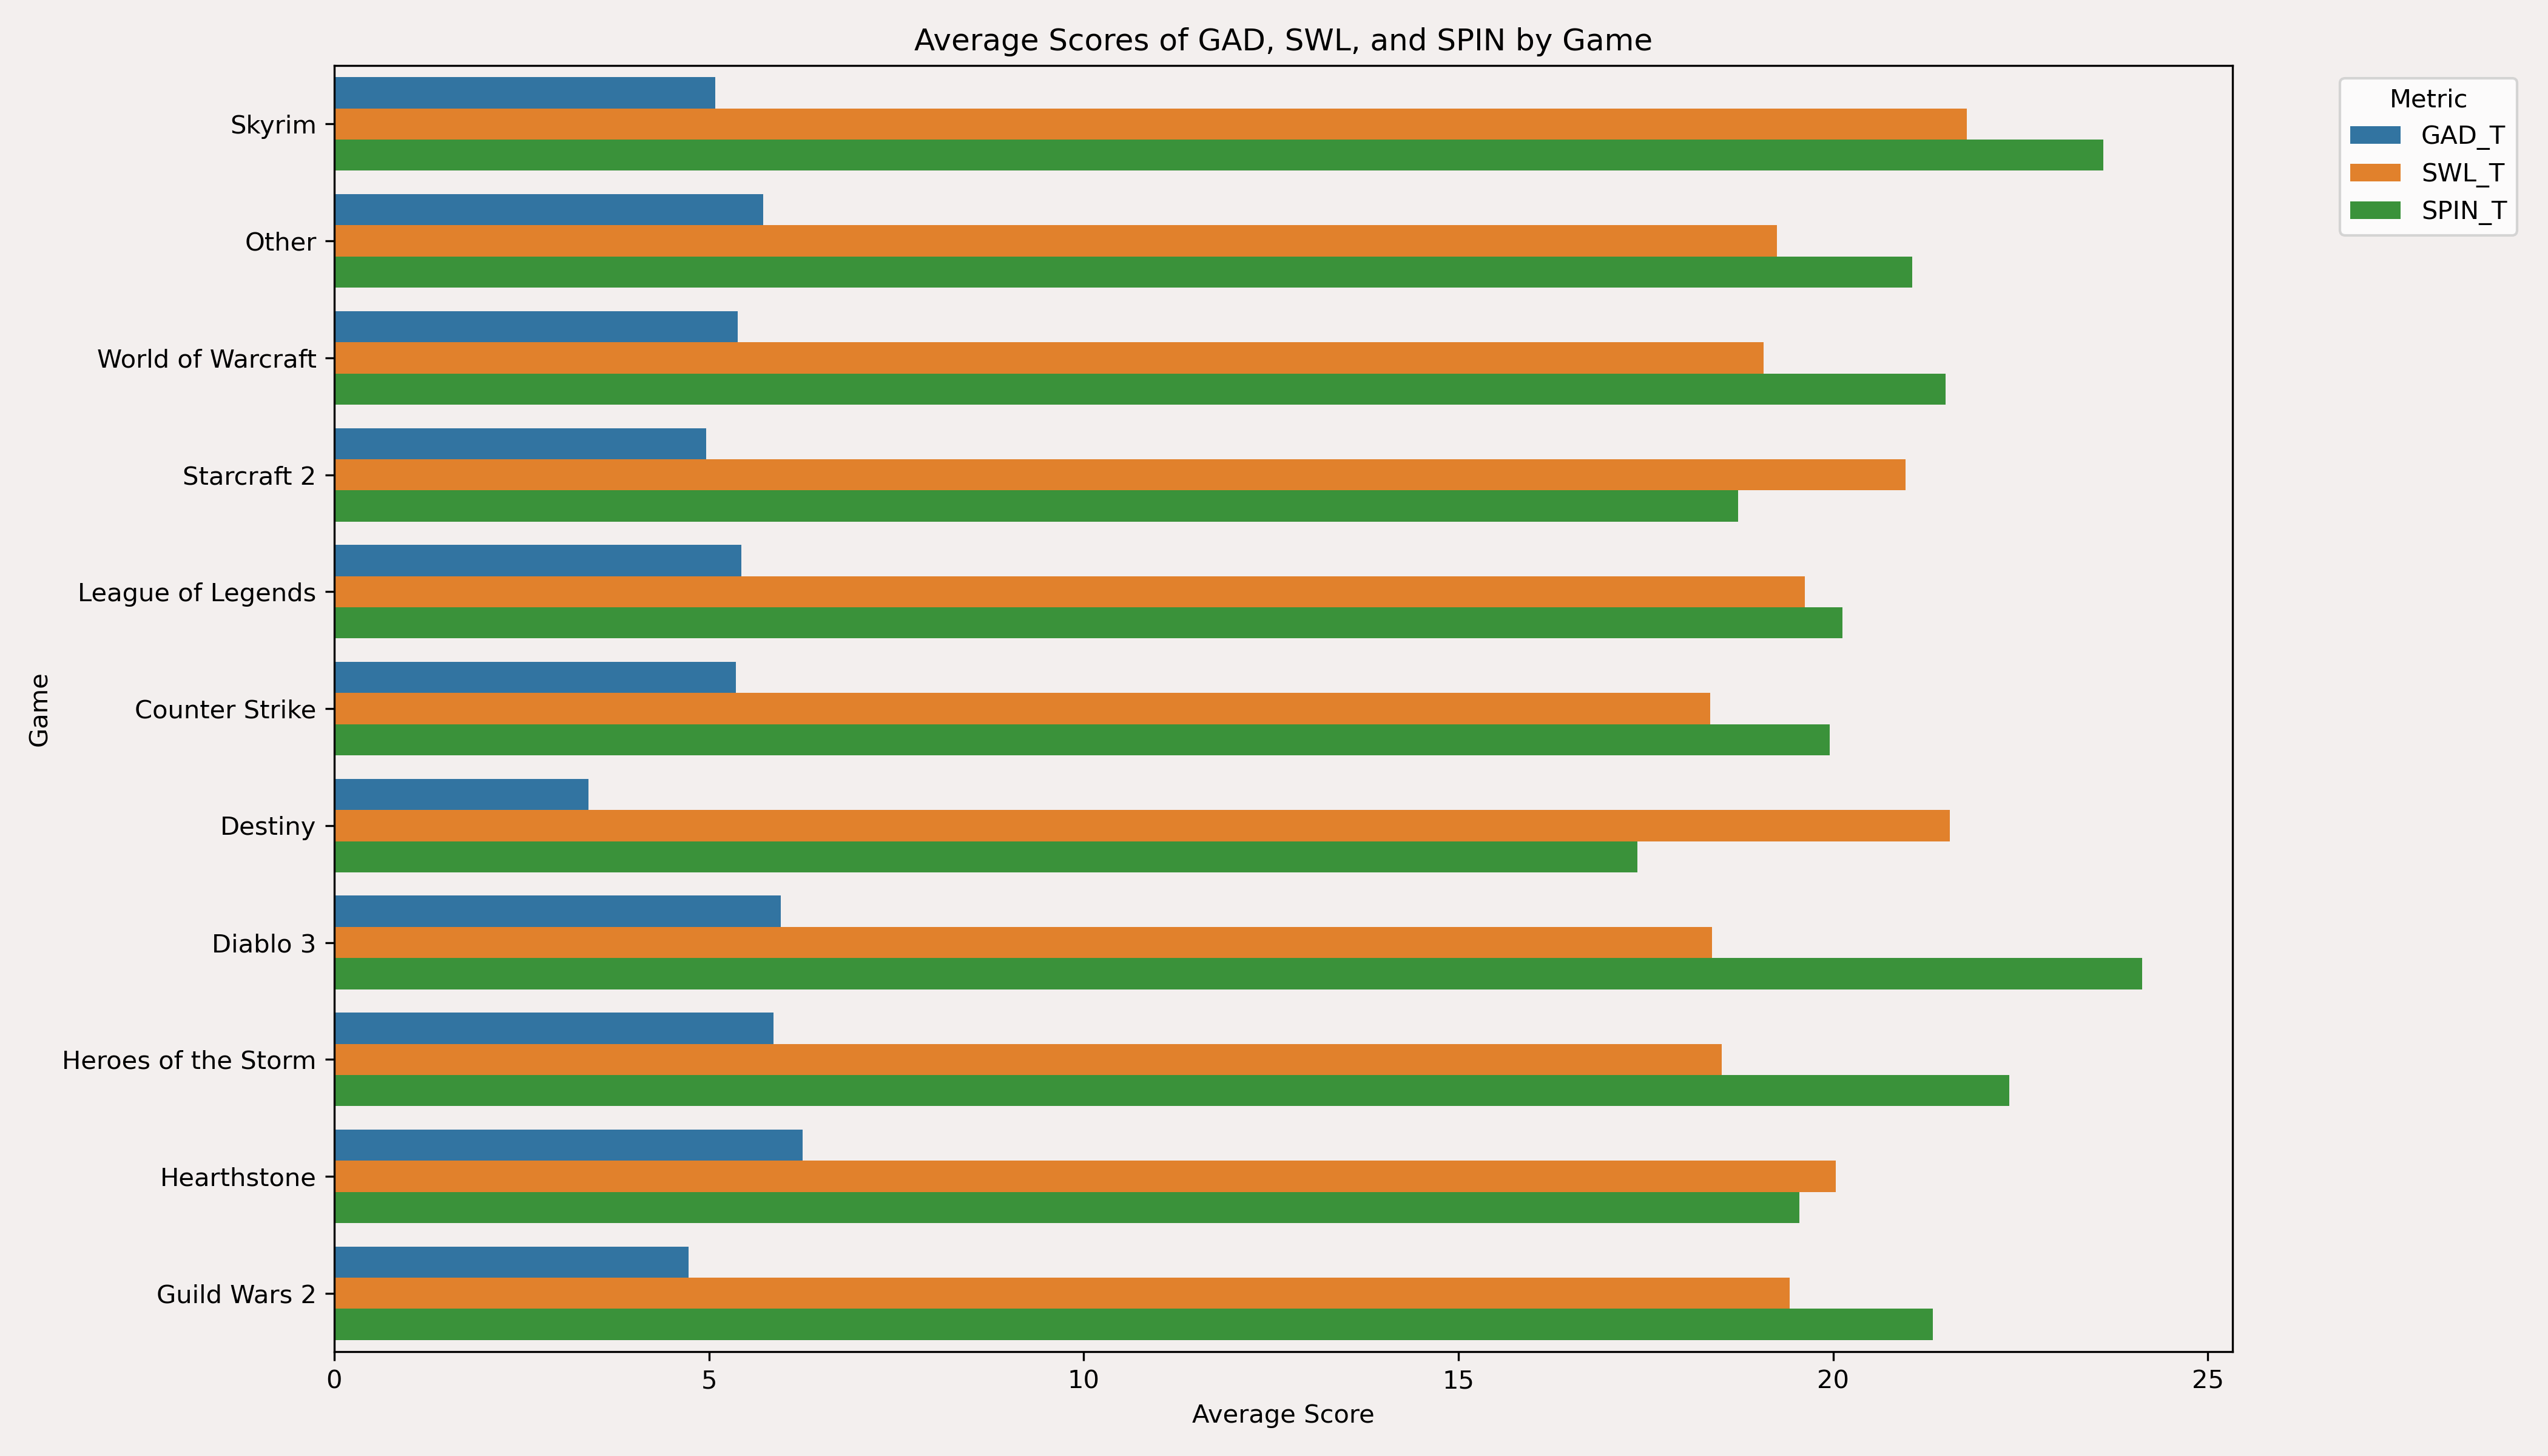 Average Scores of GAD, SWL, and SPIN by Game
Metric
GAD_T
SWL_T
SPIN_T
Game
Skyrim
Other
World of Warcraft
Starcraft 2
League of Legends
Counter Strike
Destiny
Diablo 3
Heroes of the Storm
Hearthstone
Guild Wars 2
0 5 10 15 20 25
Average Score